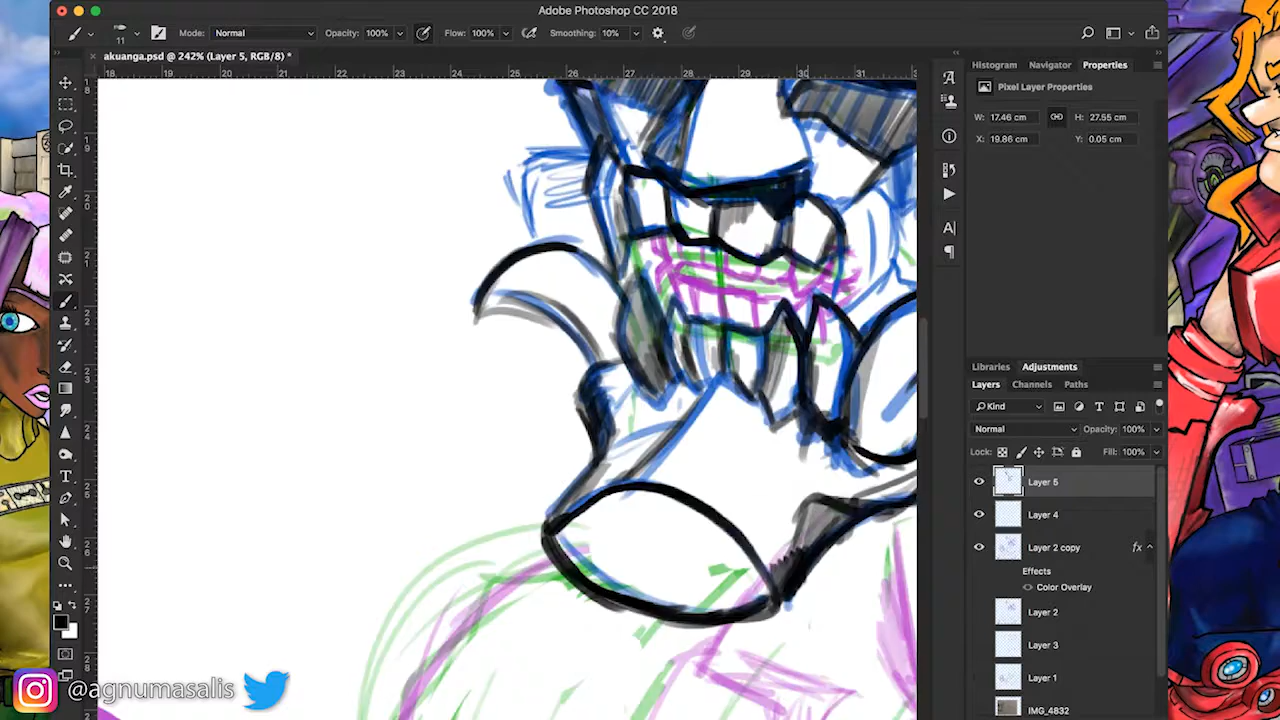 Adobe Photoshop CC 2018
11
Mode: Normal
Opacity: 100%
Flow: 100%
Smoothing: 10%
akuanga.psd @ 242% (Layer 5, RGB/8) *
18 19 20 21 22 23 24 25 26 27 28 29 30 31
Histogram Navigator Properties
Pixel Layer Properties
W: 17.46 cm H: 27.55 cm
X: 19.86 cm Y: 0.05 cm
Libraries Adjustments
Layers Channels Paths
Kind
Normal Opacity: 100%
Lock: Fill: 100%
Layer 5
Layer 4
Layer 2 copy fx
Effects
Color Overlay
Layer 2
Layer 3
Layer 1
IMG_4832
@agnumasalis